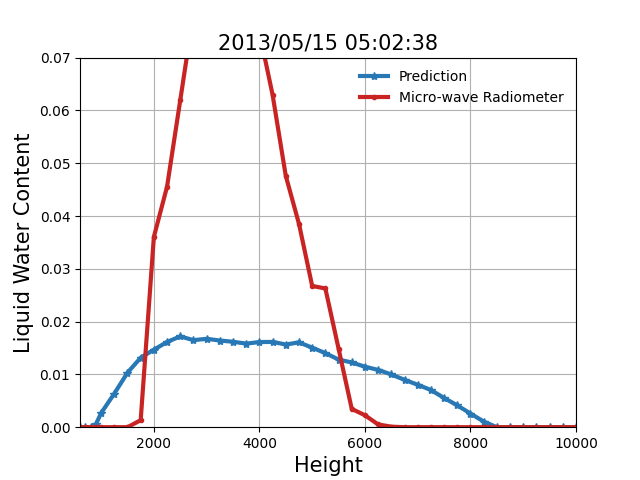 2013/05/15 05:02:38
0.07
0.06
0.05
0.04
0.03
0.02
0.01
0.00
Liquid Water Content
Prediction
Micro-wave Radiometer
2000 4000 6000 8000 10000
Height